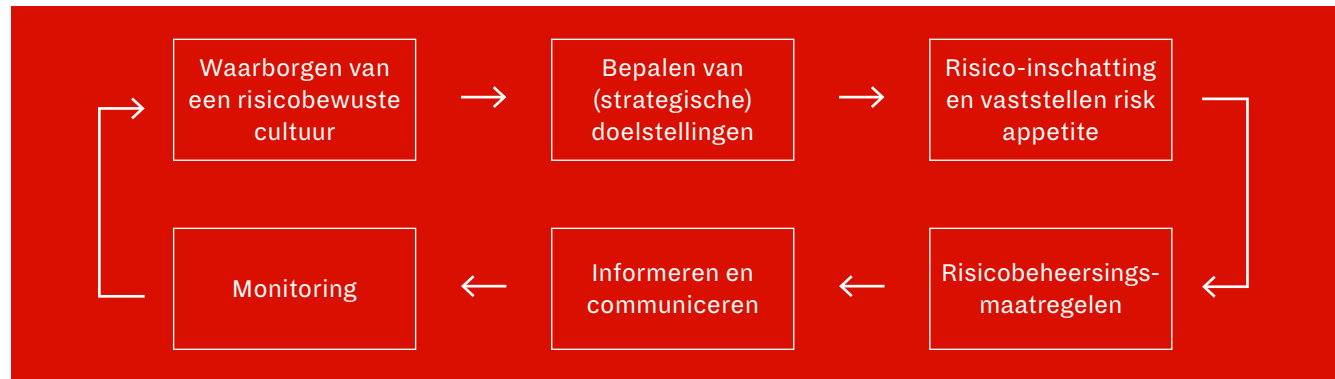 Waarborgen van
een risicobewuste
cultuur
Bepalen van
(strategische)
doelstellingen
Risico-inschatting
en vaststellen risk
appetite
Risicobeheersings-
maatregelen
Informeren en
communiceren
Monitoring